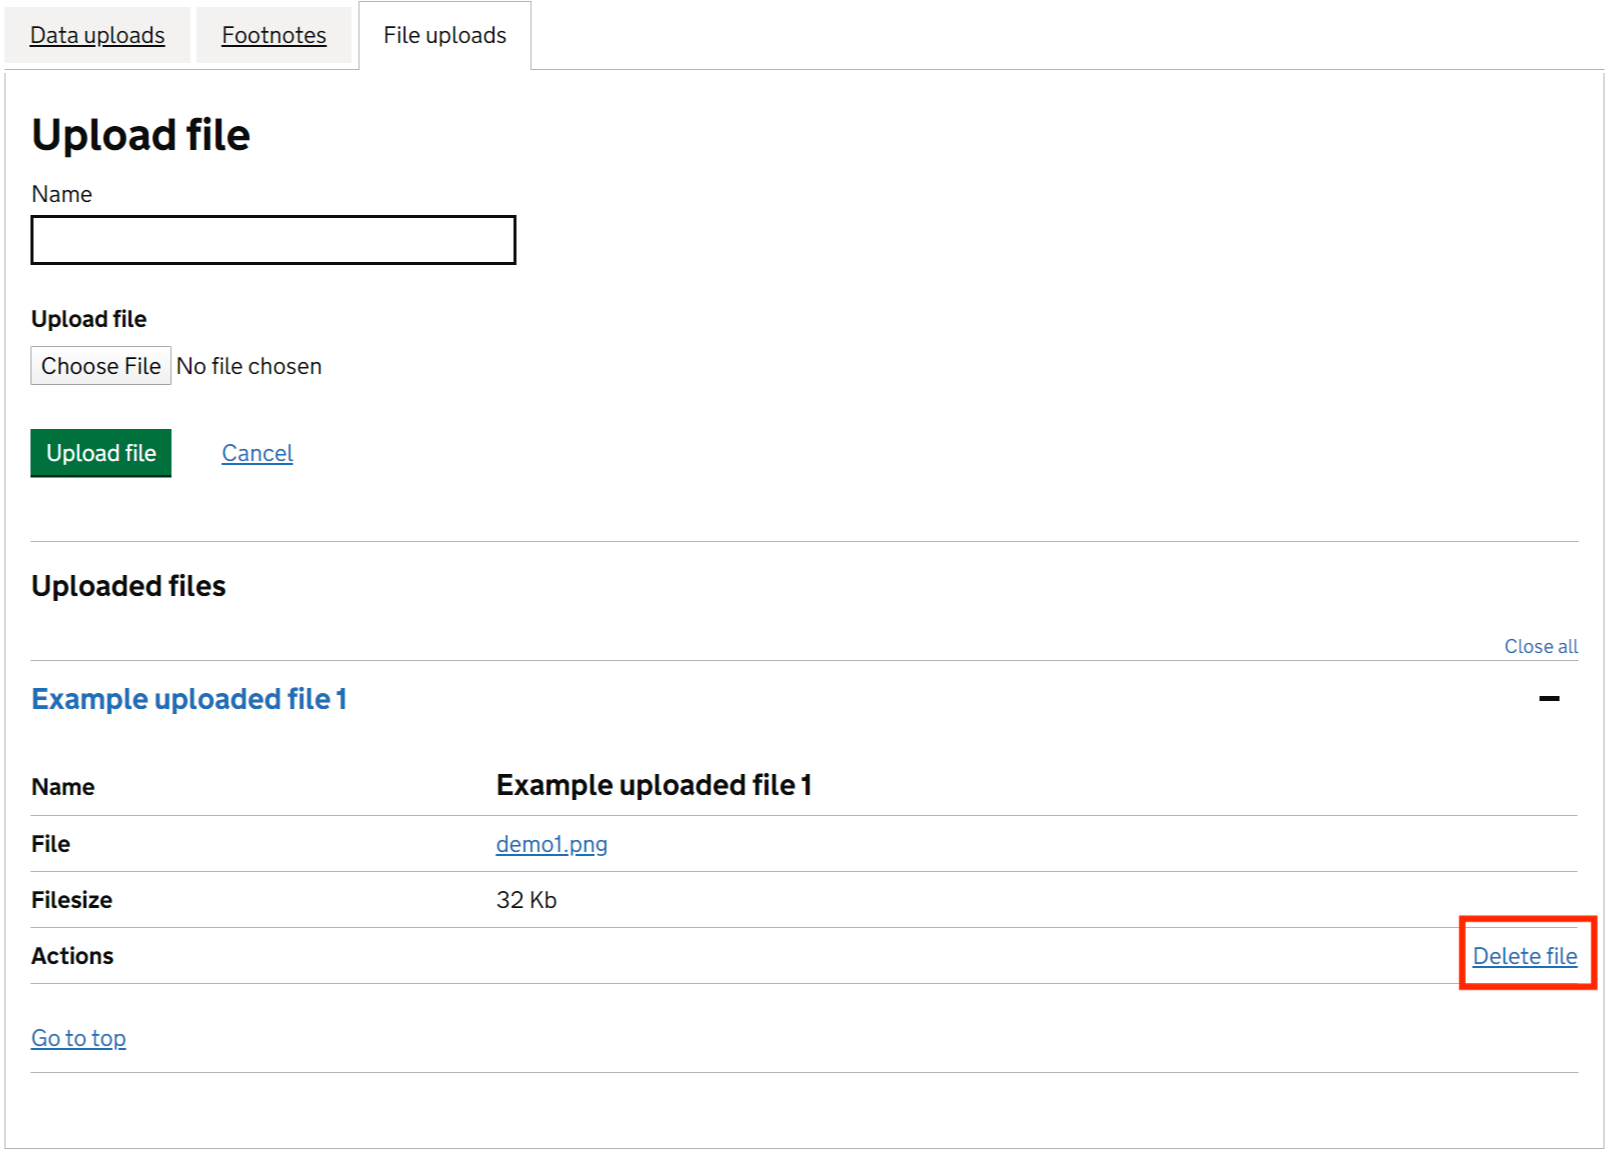 Data uploads Footnotes File uploads
Upload file
Name
Upload file
Choose File No file chosen
Upload file Cancel
Uploaded files
Close all
Example uploaded file 1
Name Example uploaded file 1
File demo1.png
Filesize 32 Kb
Actions Delete file
Go to top